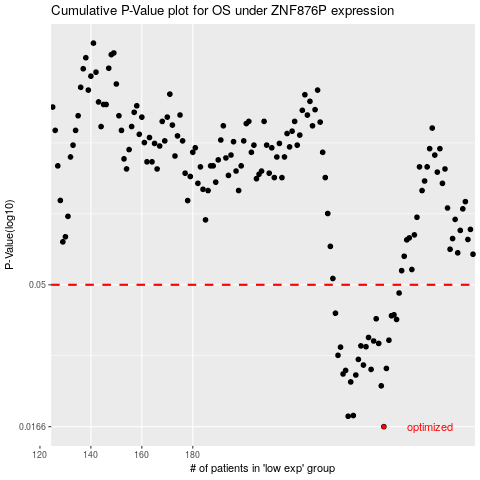 Cumulative P-Value plot for OS under ZNF876P expression
P-Value(log10)
0.05
0.0166
optimized
120 140 160 180
# of patients in 'low exp' group